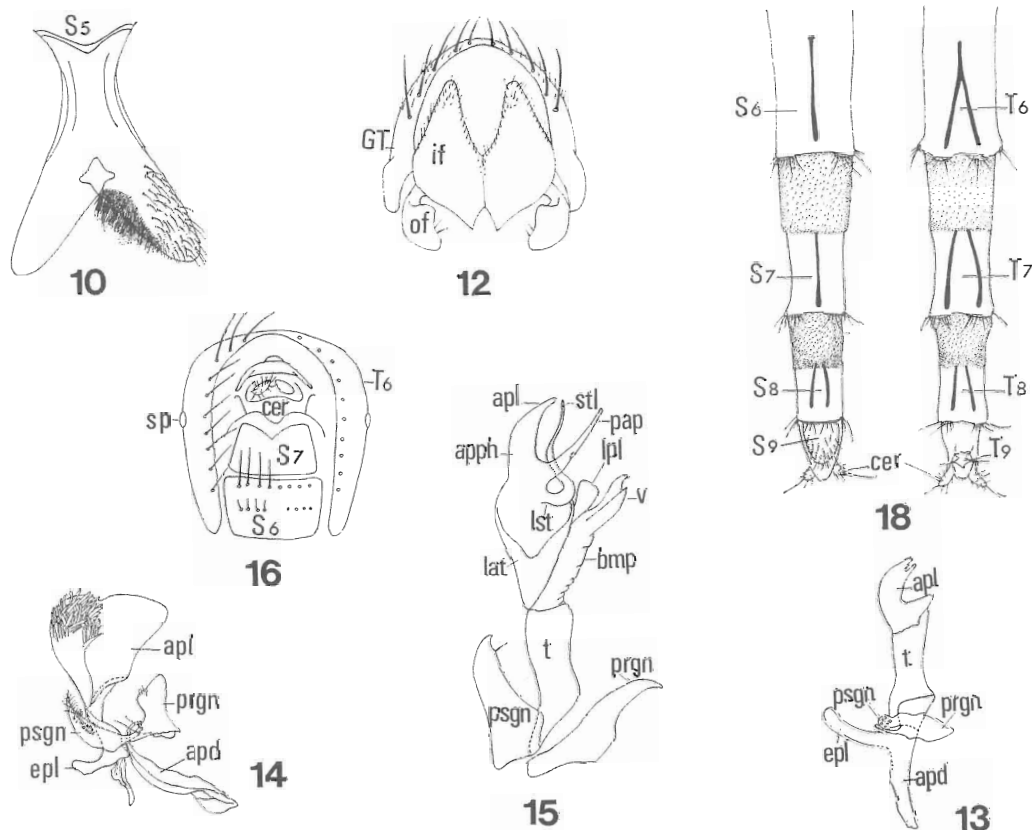 S5
10
GT
if
of
12
S6
T6
S7
T7
S8
T8
S9
T9
cer
18
sp
T6
cer
S7
S6
16
apl
stl
pap
apph
lpl
v
lst
lat
bmp
t
prgn
psgn
15
apl
prgn
psgn
epl
apd
14
apl
t
psgn
prgn
epl
apd
13